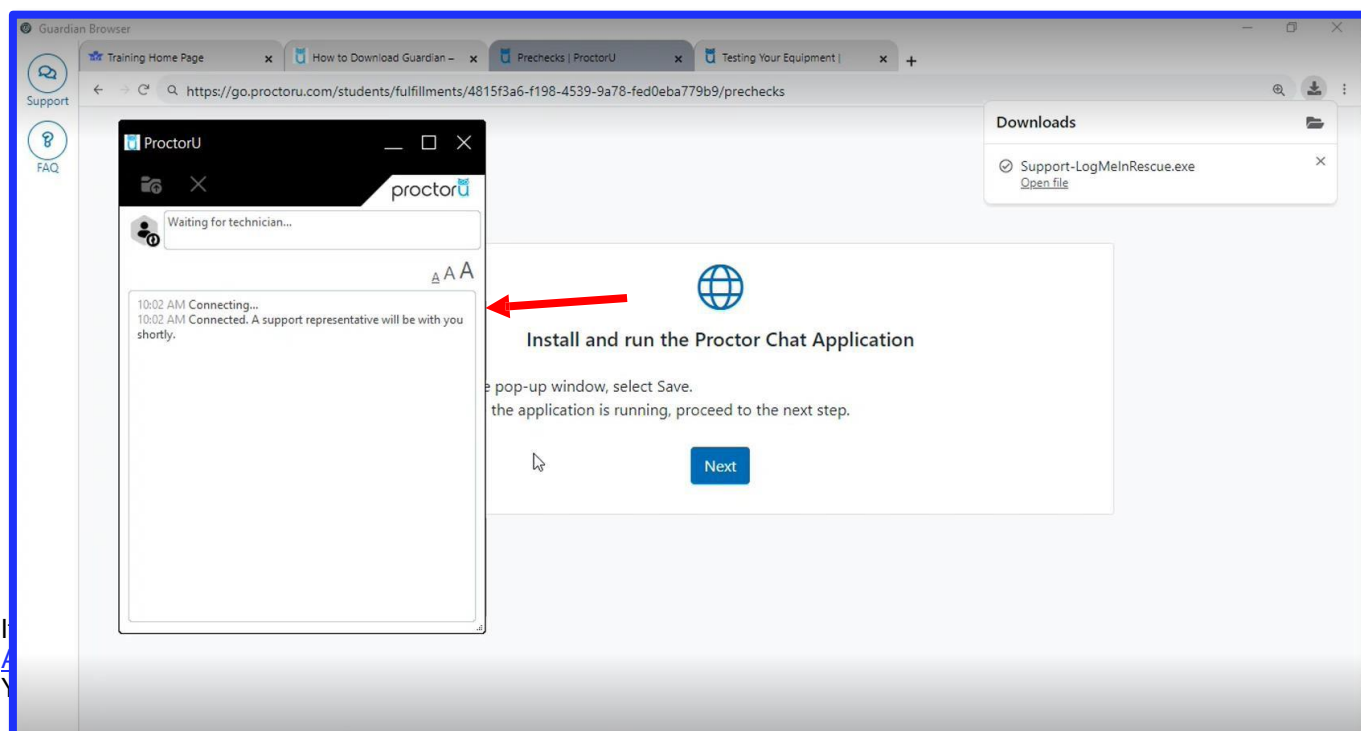 Guardian Browser
Training Home Page
How to Download Guardian –
Prechecks | ProctorU
Testing Your Equipment |
Support
https://go.proctoru.com/students/fulfillments/4815f3a6-f198-4539-9a78-fed0eba779b9/prechecks
FAQ
Downloads
Support-LogMeInRescue.exe
Open file
ProctorU
proctorU
Waiting for technician...
A A A
10:02 AM Connecting...
10:02 AM Connected. A support representative will be with you
shortly.
Install and run the Proctor Chat Application
pop-up window, select Save.
the application is running, proceed to the next step.
Next